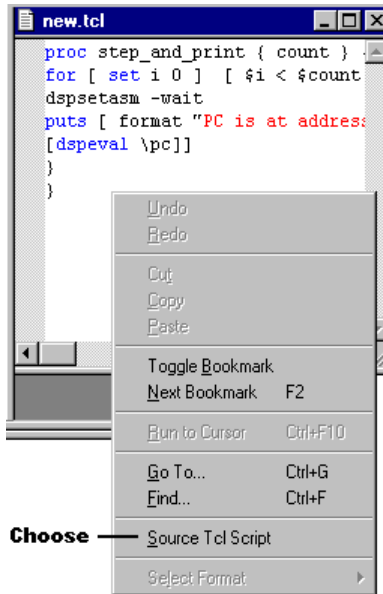 new.tcl
proc step_and_print { count }
for [ set i 0 ] [ $i < $count
dspsetasm -wait
puts [ format "PC is at address
[dspeval \pc]]
}
}
Undo
Redo
Cut
Copy
Paste
Toggle Bookmark
Next Bookmark F2
Run to Cursor Ctrl+F10
Go To... Ctrl+G
Find... Ctrl+F
Choose Source Tcl Script
Select Format